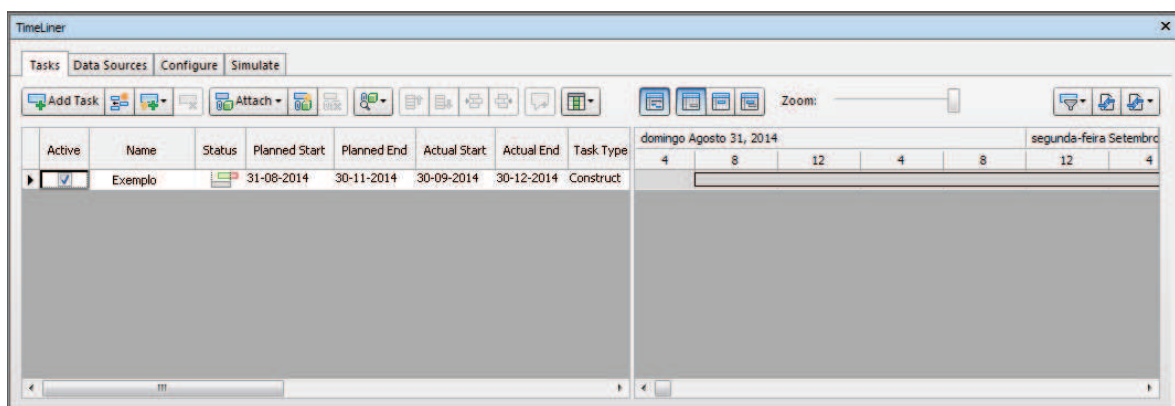 TimeLiner
Tasks Data Sources Configure Simulate
Add Task Attach Zoom:
Active Name Status Planned Start Planned End Actual Start Actual End Task Type
domingo Agosto 31, 2014 segunda-feira Setembro
4 8 12 4 8 12 4
Exemplo 31-08-2014 30-11-2014 30-09-2014 30-12-2014 Construct